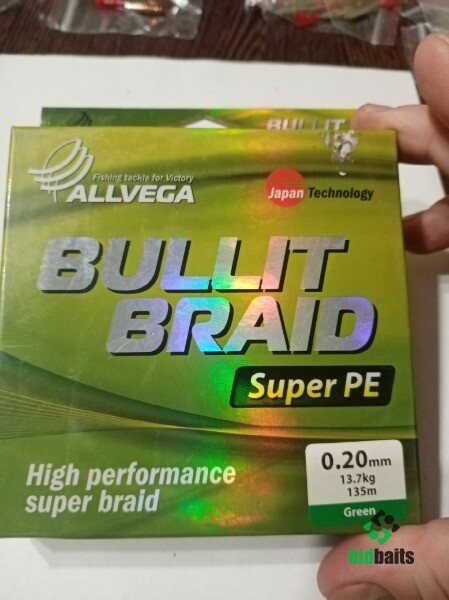 BULLIT
Fishing tackle for Victory
ALLVEGA
Japan Technology
BULLIT
BRAID
Super PE
High performance
super braid
0.20mm
13.7kg
135m
Green
bidbaits